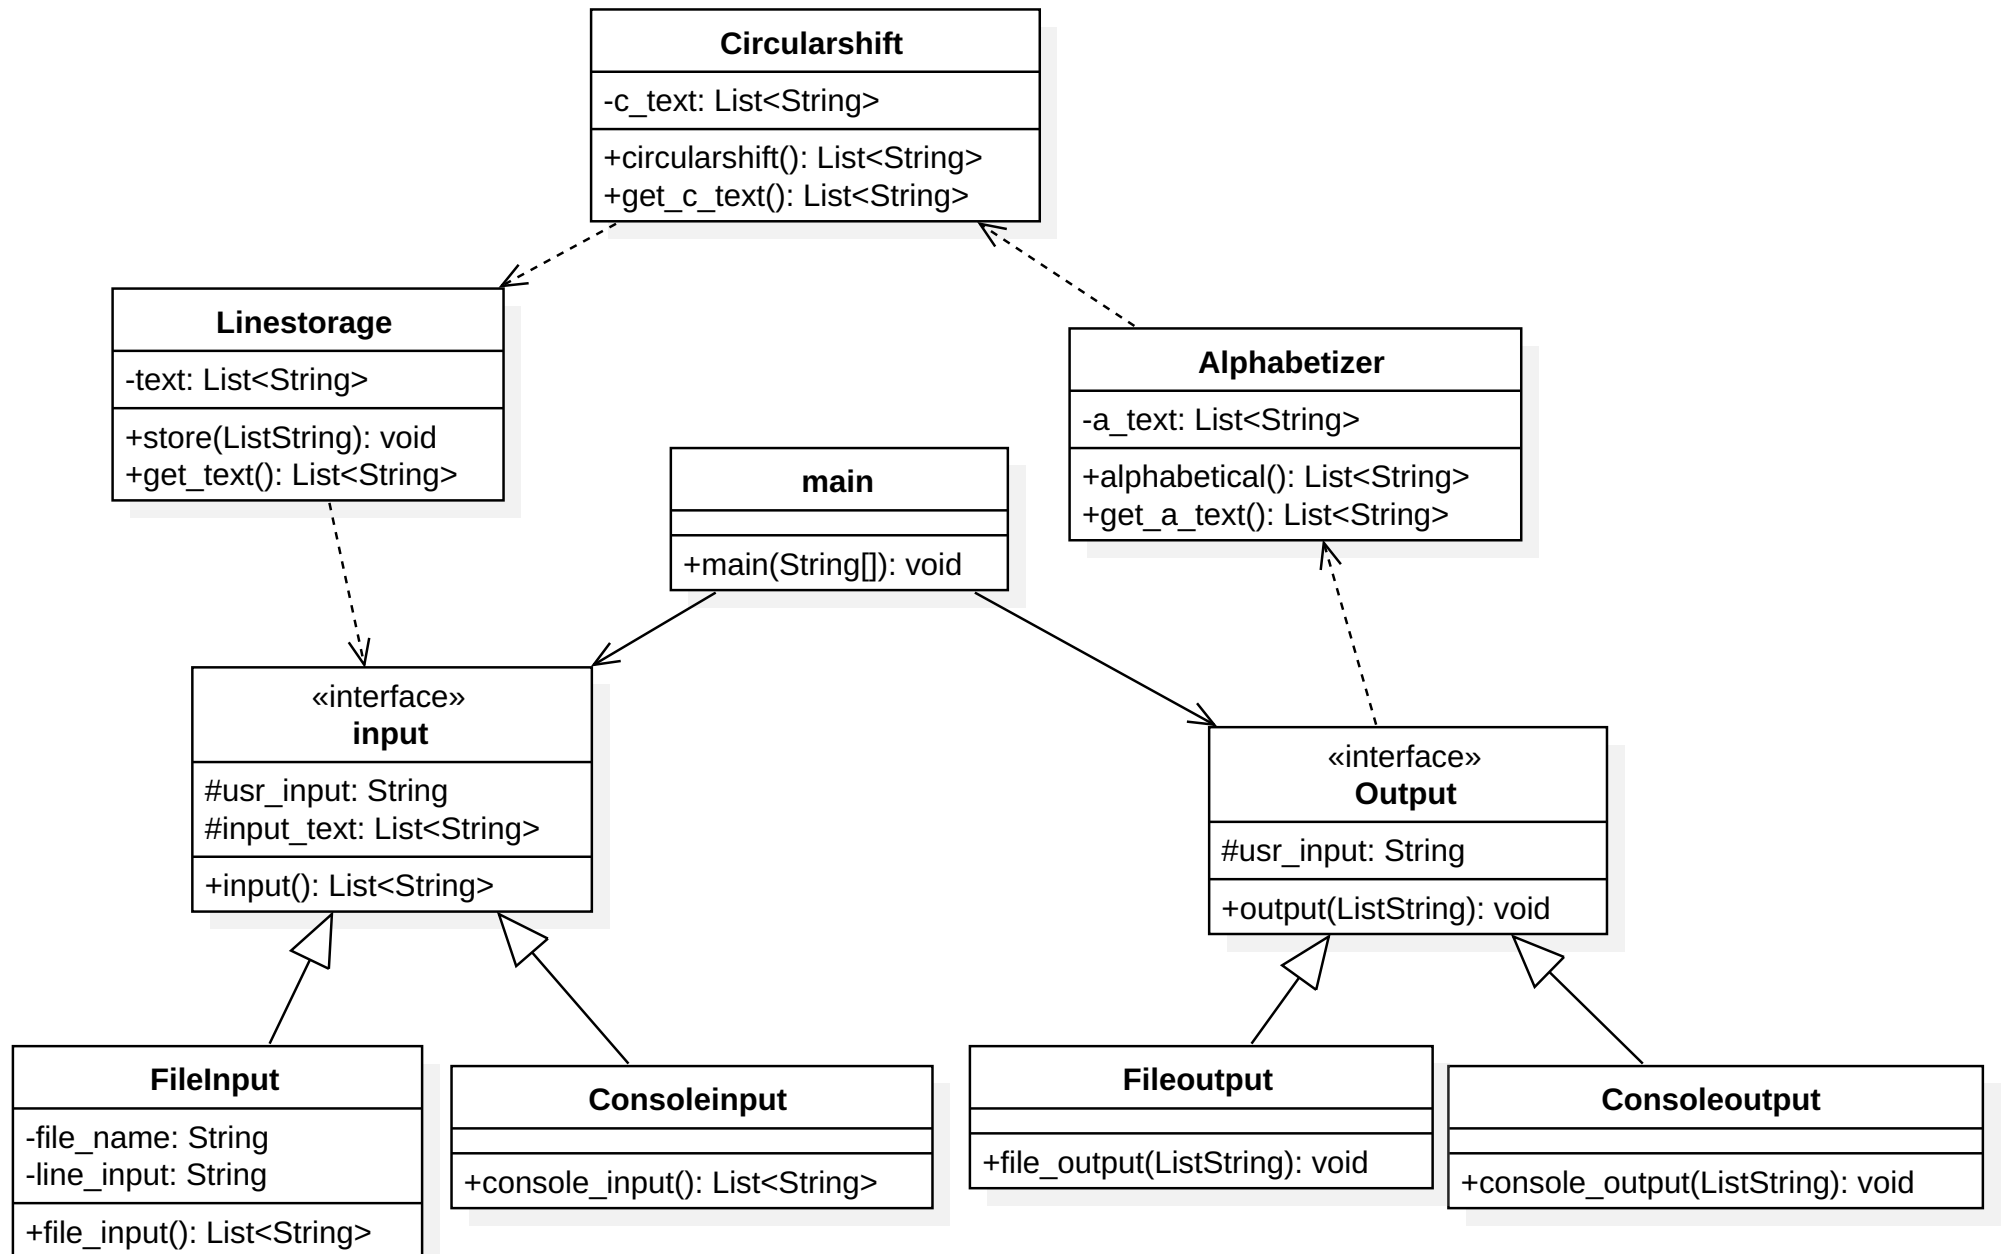 Circularshift
-c_text: List<String>
+circularshift(): List<String>
+get_c_text(): List<String>
Linestorage
-text: List<String>
+store(ListString): void
+get_text(): List<String>
Alphabetizer
-a_text: List<String>
+alphabetical(): List<String>
+get_a_text(): List<String>
main
+main(String[]): void
«interface»
input
#usr_input: String
#input_text: List<String>
+input(): List<String>
«interface»
Output
#usr_input: String
+output(ListString): void
FileInput
-file_name: String
-line_input: String
+file_input(): List<String>
Consoleinput
+console_input(): List<String>
Fileoutput
+file_output(ListString): void
Consoleoutput
+console_output(ListString): void